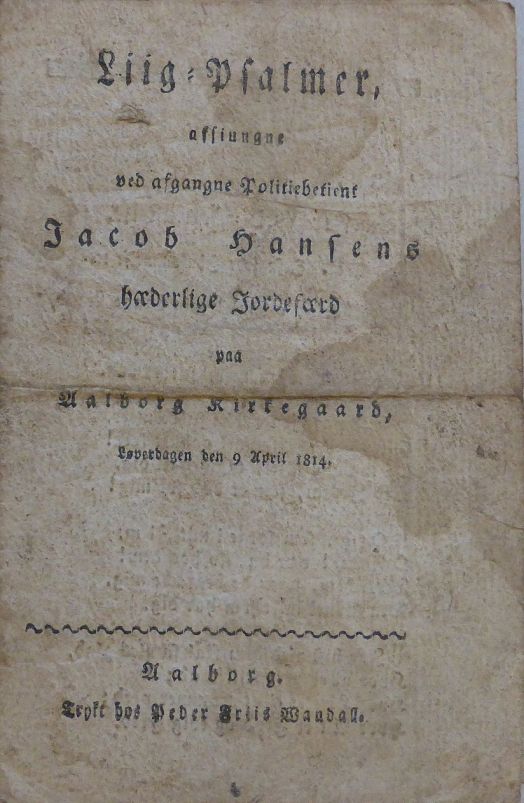 Liig-Psalmer,
afsiungne
ved afgangne Politiebetient
Jacob Hansens
hæderlige Jordefærd
paa
Aalborg Kirkegaard,
Løverdagen den 9 April 1814.
Aalborg.
Trykt hos Peder Friis Wandall.